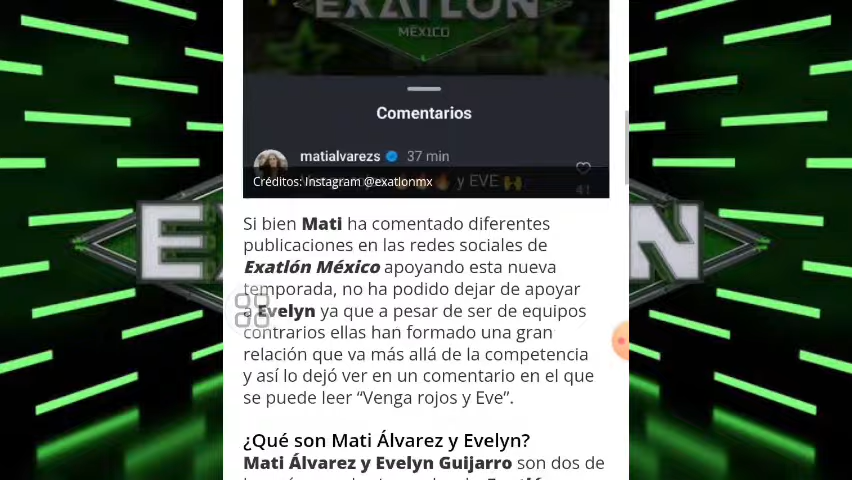 EXATLON
MÉXICO
Comentarios
matialvarezs 37 min
y EVE
Créditos: Instagram @exatlonmx
41
Si bien Mati ha comentado diferentes
publicaciones en las redes sociales de
Exatlón México apoyando esta nueva
temporada, no ha podido dejar de apoyar
a Evelyn ya que a pesar de ser de equipos
contrarios ellas han formado una gran
relación que va más allá de la competencia
y así lo dejó ver en un comentario en el que
se puede leer “Venga rojos y Eve”.
¿Qué son Mati Álvarez y Evelyn?
Mati Álvarez y Evelyn Guijarro son dos de